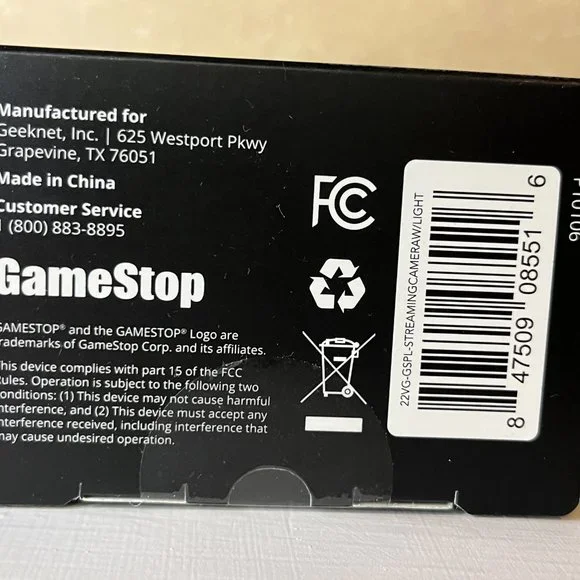 Manufactured for
Geeknet, Inc. | 625 Westport Pkwy
Grapevine, TX 76051
Made in China
Customer Service
1 (800) 883-8895
GameStop
GAMESTOP® and the GAMESTOP® Logo are
trademarks of GameStop Corp. and its affiliates.
This device complies with part 15 of the FCC
Rules. Operation is subject to the following two
conditions: (1) This device may not cause harmful
interference, and (2) This device must accept any
interference received, including interference that
may cause undesired operation.
FC
22VG-GSPL-STREAMINGCAMERAW/LIGHT
8 47509 08551 6